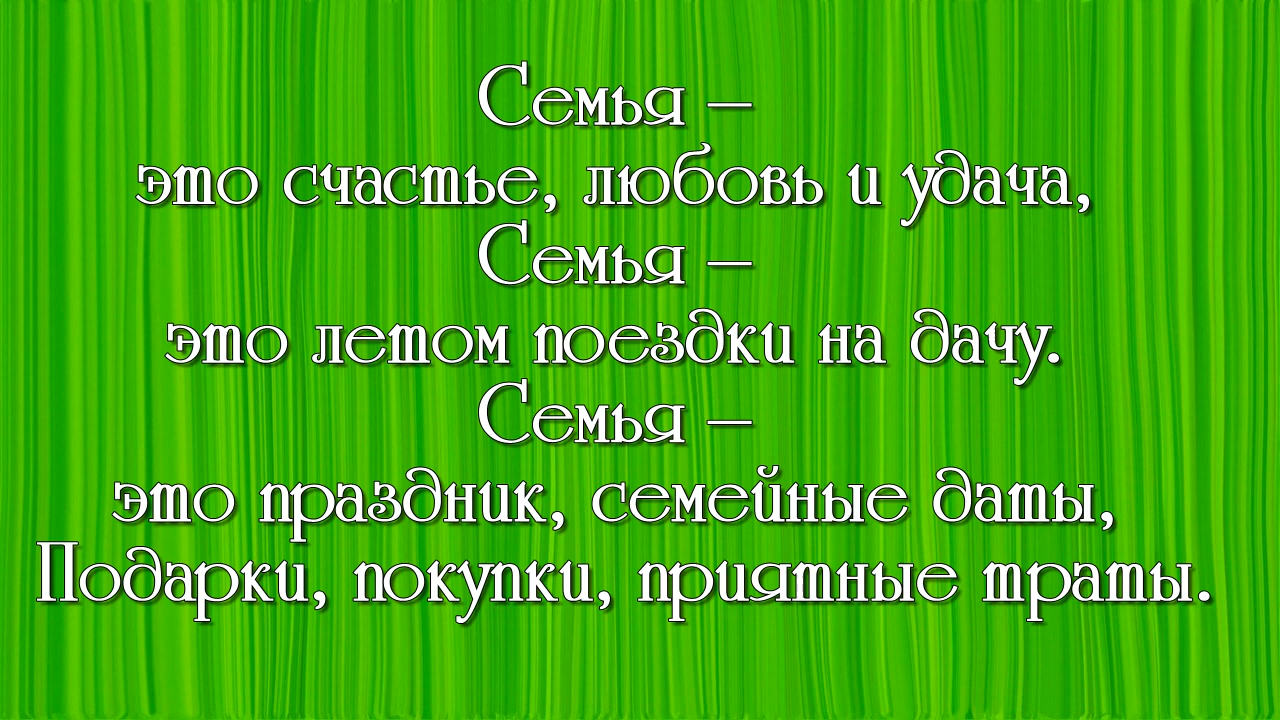 Семья –
это счастье, любовь и удача,
Семья –
это летом поездки на дачу.
Семья –
это праздник, семейные даты,
Подарки, покупки, приятные траты.